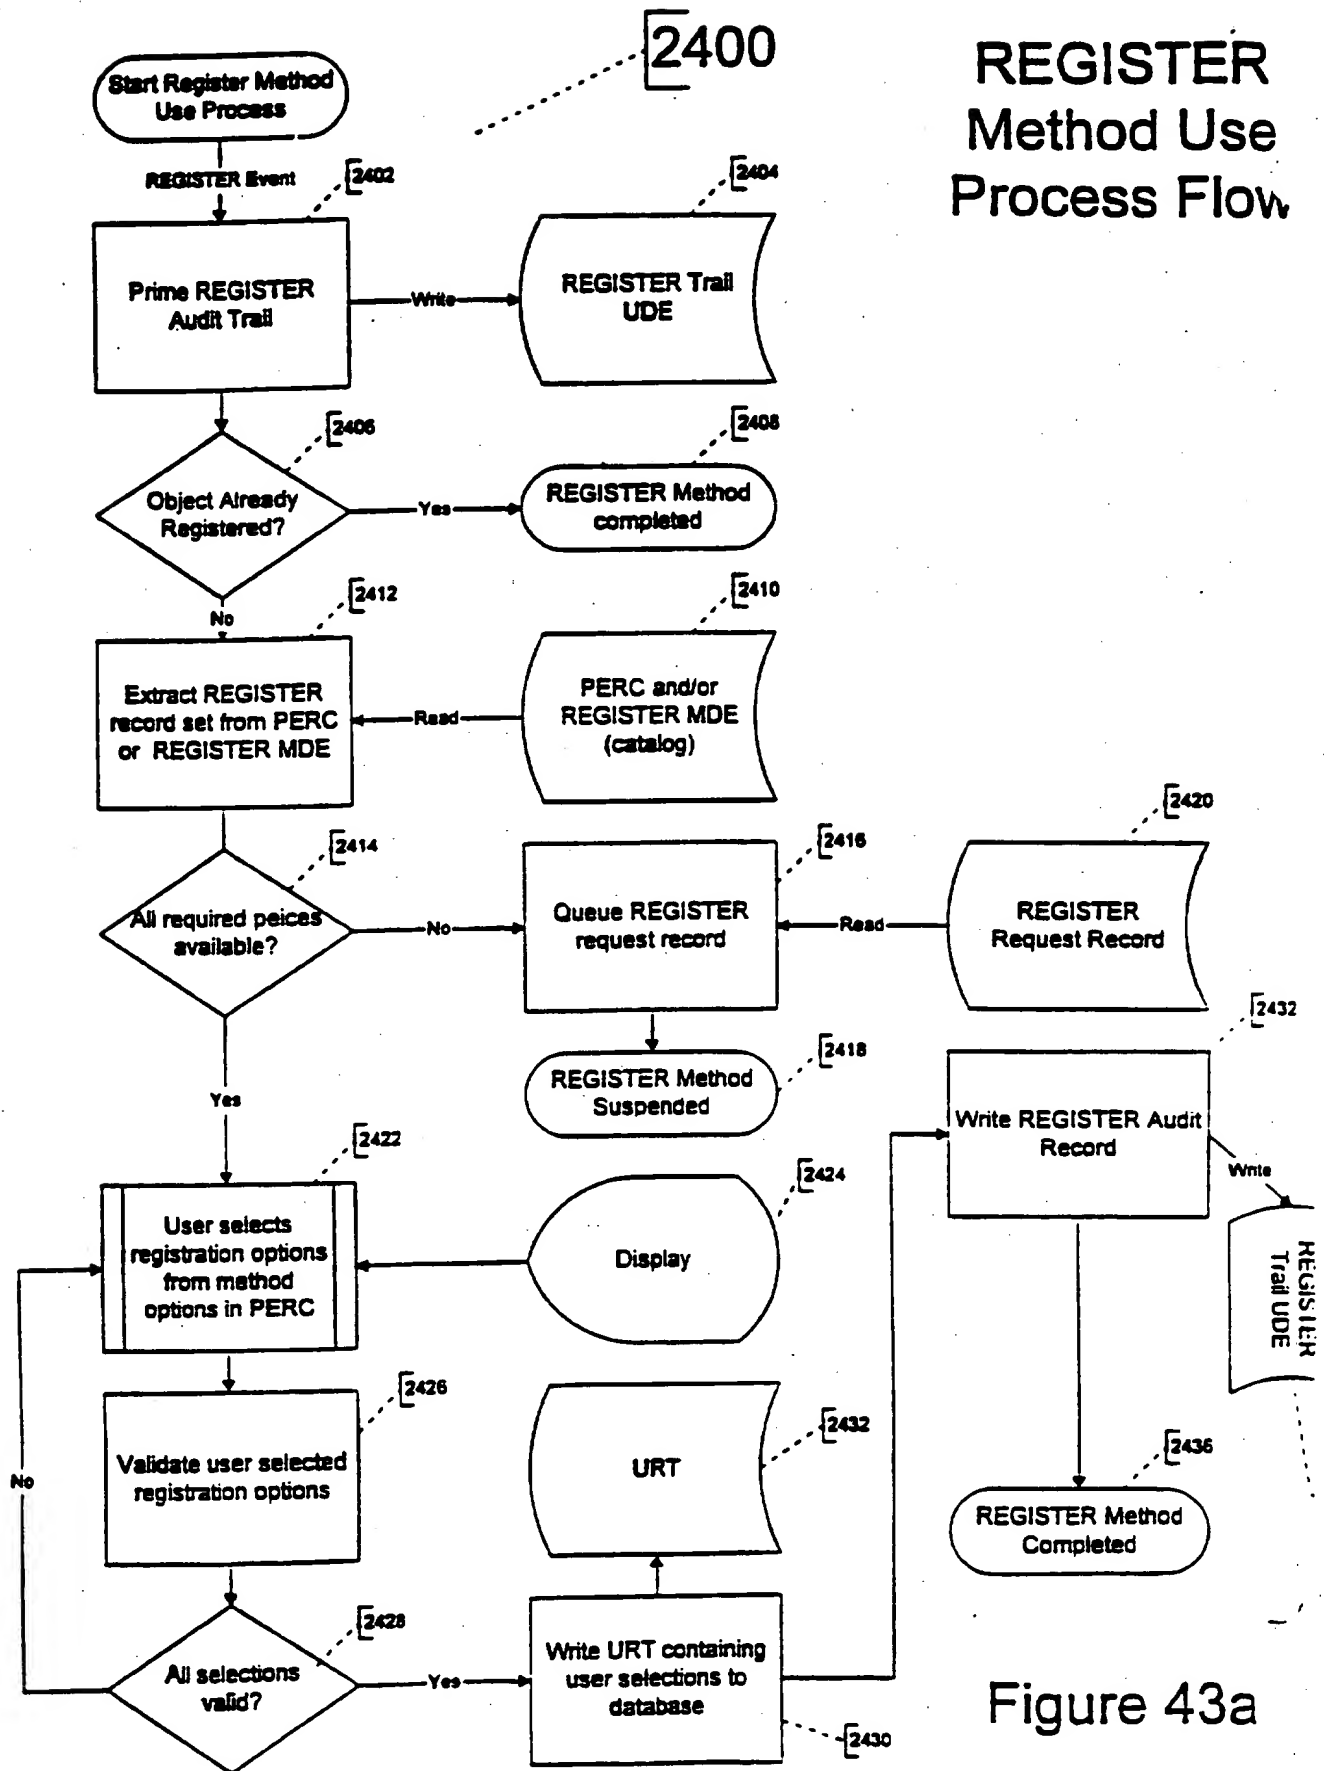 2400
REGISTER
Method Use
Process Flow
Start Register Method
Use Process
REGISTER Event
2402
Prime REGISTER
Audit Trail
Write
2404
REGISTER Trail
UDE
2406
Object Already
Registered?
Yes
2408
REGISTER Method
completed
No
2412
Extract REGISTER
record set from PERC
or REGISTER MDE
Read
2410
PERC and/or
REGISTER MDE
(catalog)
2414
All required peices
available?
No
2416
Queue REGISTER
request record
Read
2420
REGISTER
Request Record
2418
REGISTER Method
Suspended
Yes
2422
User selects
registration options
from method
options in PERC
2424
Display
2426
Validate user selected
registration options
No
2428
All selections
valid?
Yes
2432
URT
Write URT containing
user selections to
database
2430
2432
Write REGISTER Audit
Record
Write
REGISTER
Trail UDE
2436
REGISTER Method
Completed
Figure 43a